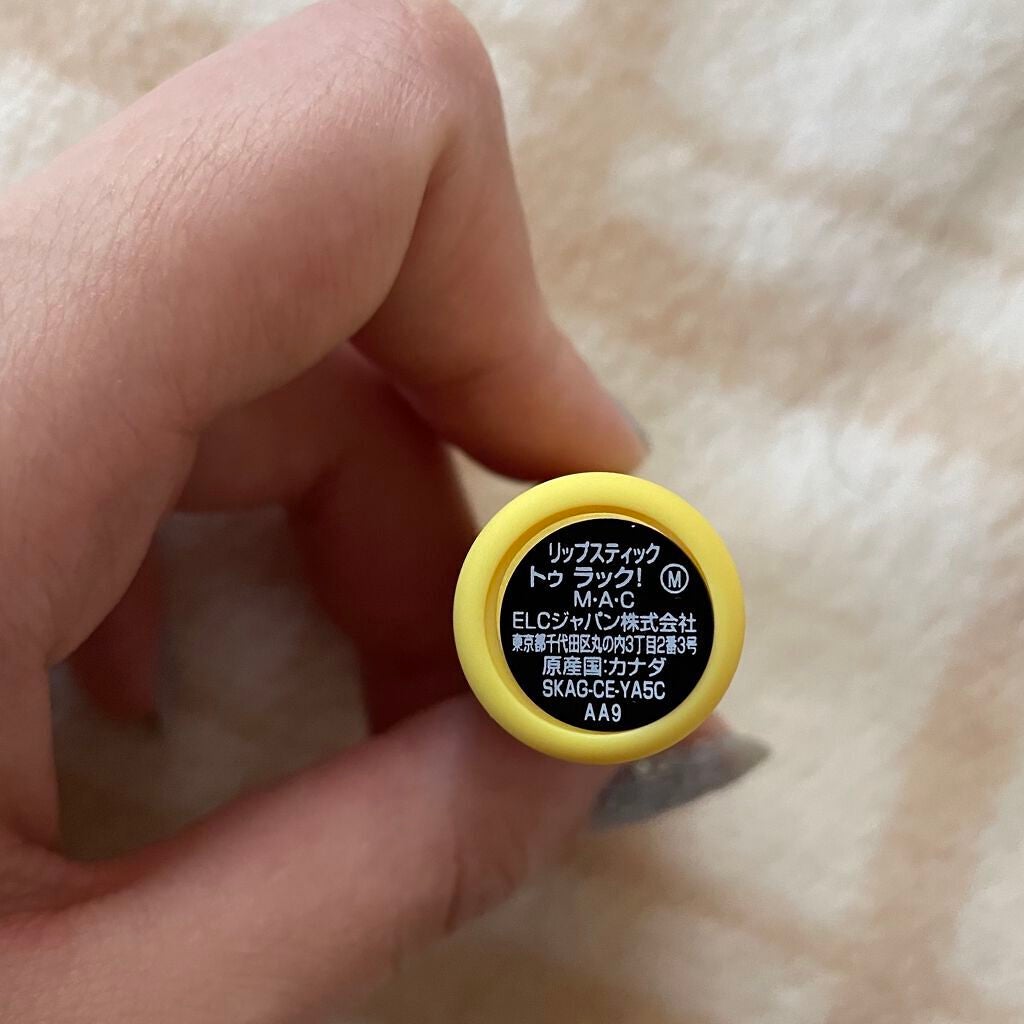 リップスティック
トゥ ラック! Ⓜ
M·A·C
ELCジャパン株式会社
東京都千代田区丸の内3丁目2番3号
原産国:カナダ
SKAG-CE-YA5C
AA9